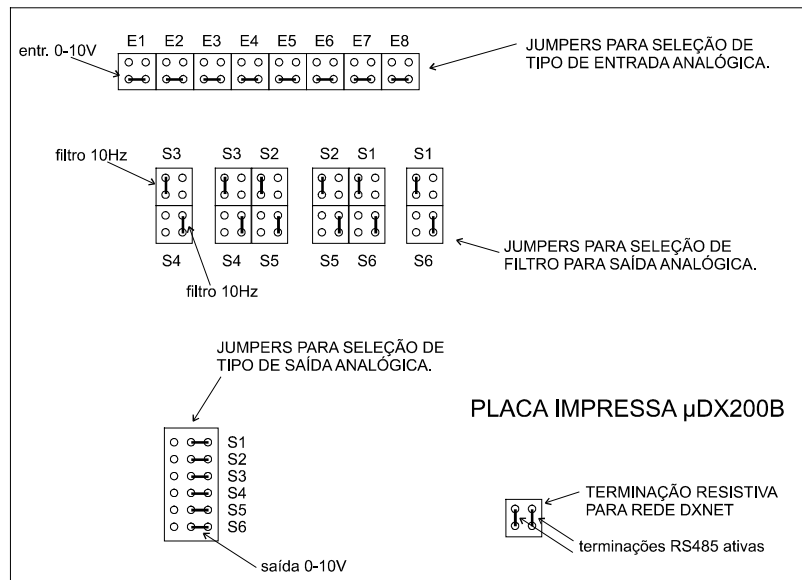 E1 E2 E3 E4 E5 E6 E7 E8
entr. 0-10V
JUMPERS PARA SELEÇÃO DE
TIPO DE ENTRADA ANALÓGICA.
filtro 10Hz
S3 S3 S2 S2 S1 S1
S4 S4 S5 S5 S6 S6
filtro 10Hz
JUMPERS PARA SELEÇÃO DE
FILTRO PARA SAÍDA ANALÓGICA.
JUMPERS PARA SELEÇÃO DE
TIPO DE SAÍDA ANALÓGICA.
PLACA IMPRESSA µDX200B
S1
S2
S3
S4
S5
S6
saída 0-10V
TERMINAÇÃO RESISTIVA
PARA REDE DXNET
terminações RS485 ativas